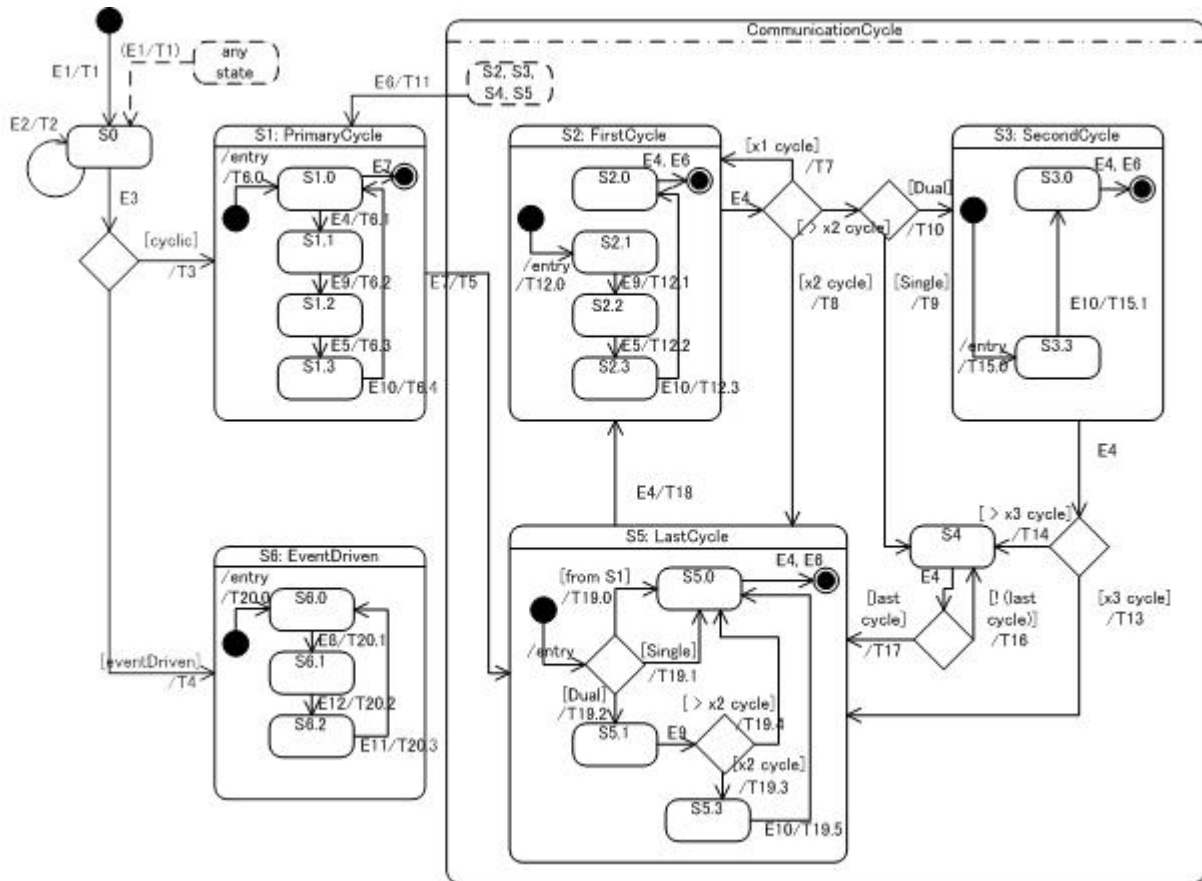 CommunicationCycle
(E1/T1)
any
state
E1/T1
E6/T11
S2, S3,
S4, S5
E2/T2
S0
S1: PrimaryCycle
S2: FirstCycle
S3: SecondCycle
/entry
/T6.0
E7
S1.0
E4/T6.1
S1.1
E9/T6.2
S1.2
E5/T6.3
S1.3
E10/T6.4
E3
[cyclic]
/T3
E7/T5
E4, E6
S2.0
S2.1
/entry
/T12.0
E9/T12.1
S2.2
E5/T12.2
S2.3
E10/T12.3
[x1 cycle]
/T7
E4
[ > x2 cycle]
[Dual]
/T10
[x2 cycle]
/T8
[Single]
/T9
E4, E6
S3.0
E10/T15.1
/entry
/T15.0
S3.3
E4
E4/T18
[ > x3 cycle]
/T14
S4
E4
[last
cycle]
/T17
[! (last
cycle)]
/T16
[x3 cycle]
/T13
S6: EventDriven
/entry
/T20.0
S6.0
E8/T20.1
S6.1
E12/T20.2
S6.2
E11/T20.3
[eventDriven]
/T4
S5: LastCycle
[from S1]
/T19.0
S5.0
E4, E6
/entry
[Single]
/T19.1
[Dual]
/T19.2
S5.1
E9
[ > x2 cycle]
/T19.4
[x2 cycle]
/T19.3
S5.3
E10/T19.5